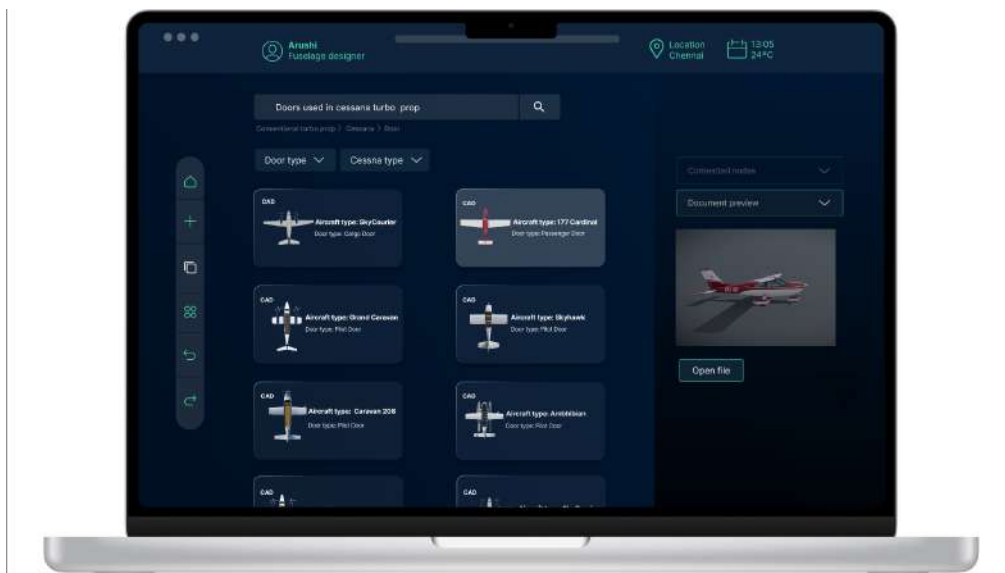 Arushi
Fuselage designer
Location
Chennai
13:05
24°C
Doors used in cessana turbo prop
Conventional turbo prop > Cessana > Door
Door type
Cessna type
Connected nodes
Document preview
CAD
Aircraft type: SkyCourier
Door type: Cargo Door
CAD
Aircraft type: 177 Cardinal
Door type: Passenger Door
CAD
Aircraft type: Grand Caravan
Door type: Pilot Door
CAD
Aircraft type: Skyhawk
Door type: Pilot Door
Open file
CAD
Aircraft type: Caravan 208
Door type: Pilot Door
CAD
Aircraft type: Ambhibian
Door type: Pilot Door
CAD
CAD